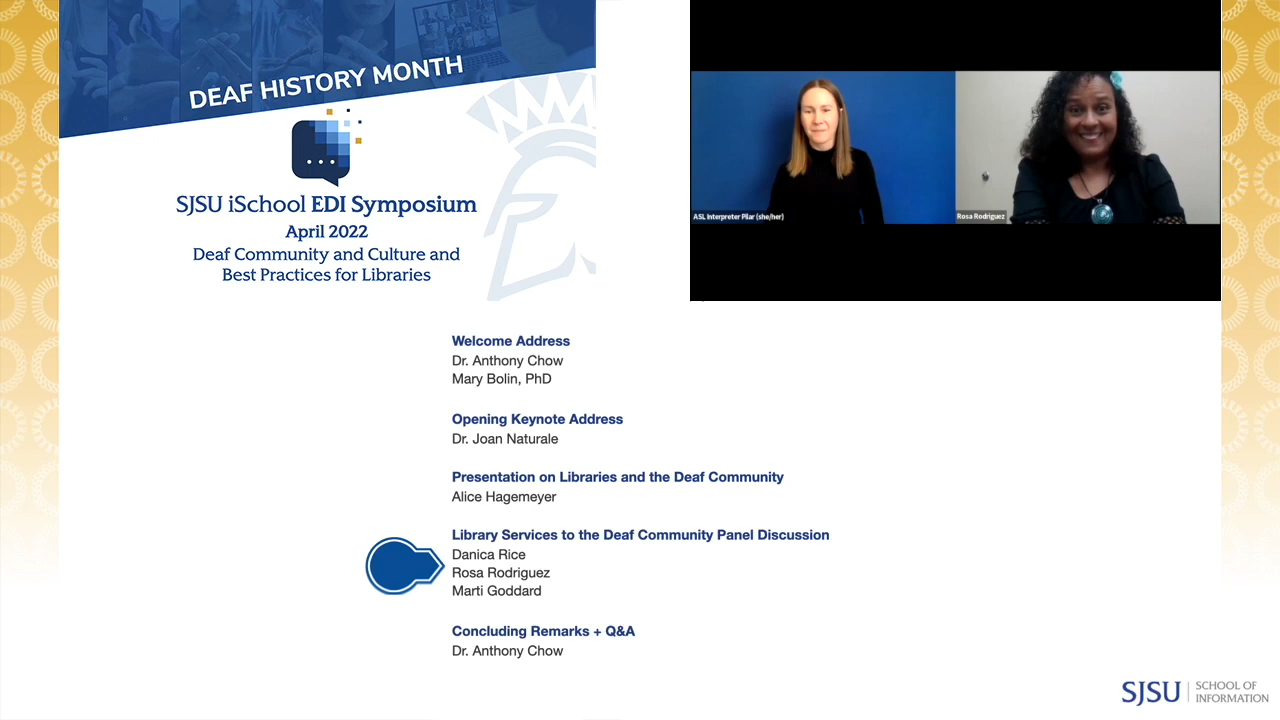 DEAF HISTORY MONTH
SJSU iSchool EDI Symposium
April 2022
Deaf Community and Culture and
Best Practices for Libraries
ASL Interpreter Pilar (she/her)
Rosa Rodriguez
Welcome Address
Dr. Anthony Chow
Mary Bolin, PhD
Opening Keynote Address
Dr. Joan Naturale
Presentation on Libraries and the Deaf Community
Alice Hagemeyer
Library Services to the Deaf Community Panel Discussion
Danica Rice
Rosa Rodriguez
Marti Goddard
Concluding Remarks + Q&A
Dr. Anthony Chow
SJSU
SCHOOL OF
INFORMATION